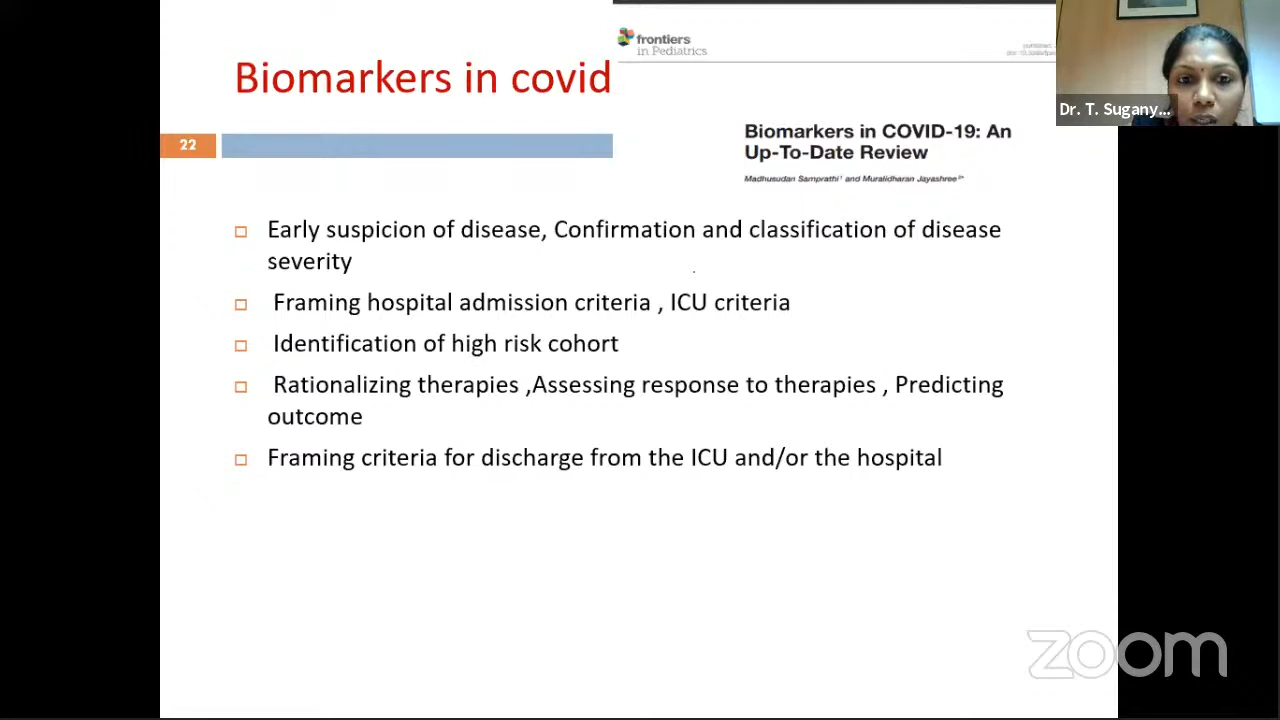 frontiers
in Pediatrics
Biomarkers in covid
Dr. T. Sugany...
22
Biomarkers in COVID-19: An
Up-To-Date Review
Madhusudan Samprathi¹ and Muralidharan Jayashree²*
Early suspicion of disease, Confirmation and classification of disease
severity
Framing hospital admission criteria , ICU criteria
Identification of high risk cohort
Rationalizing therapies ,Assessing response to therapies , Predicting
outcome
Framing criteria for discharge from the ICU and/or the hospital
zoom